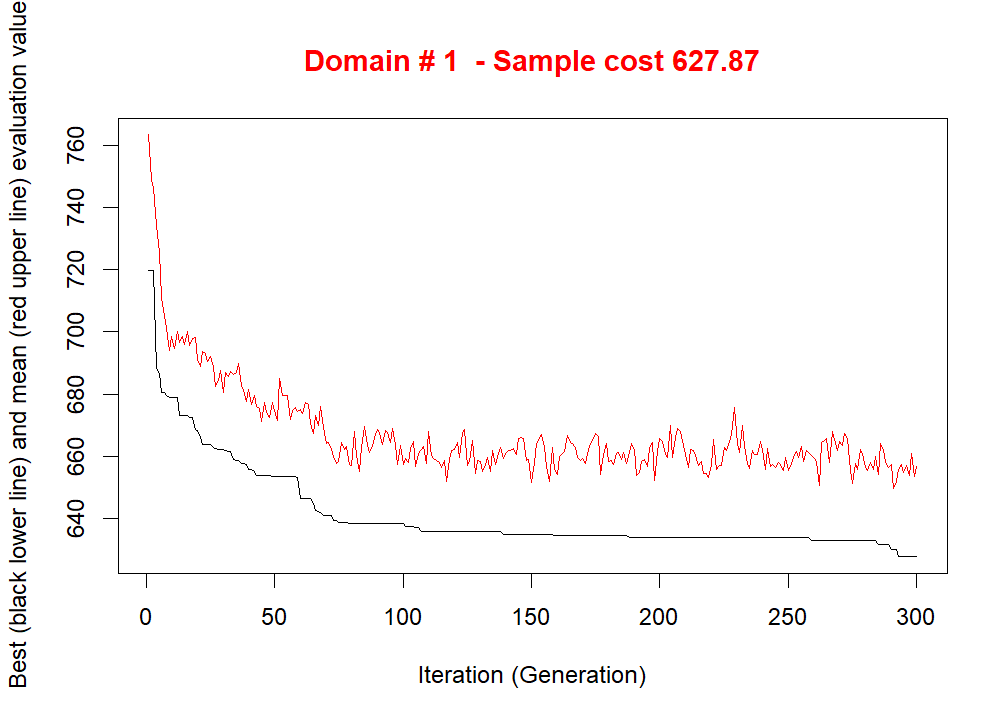 Domain # 1  - Sample cost 627.87
Best (black lower line) and mean (red upper line) evaluation value
760
740
720
700
680
660
640
0 50 100 150 200 250 300
Iteration (Generation)